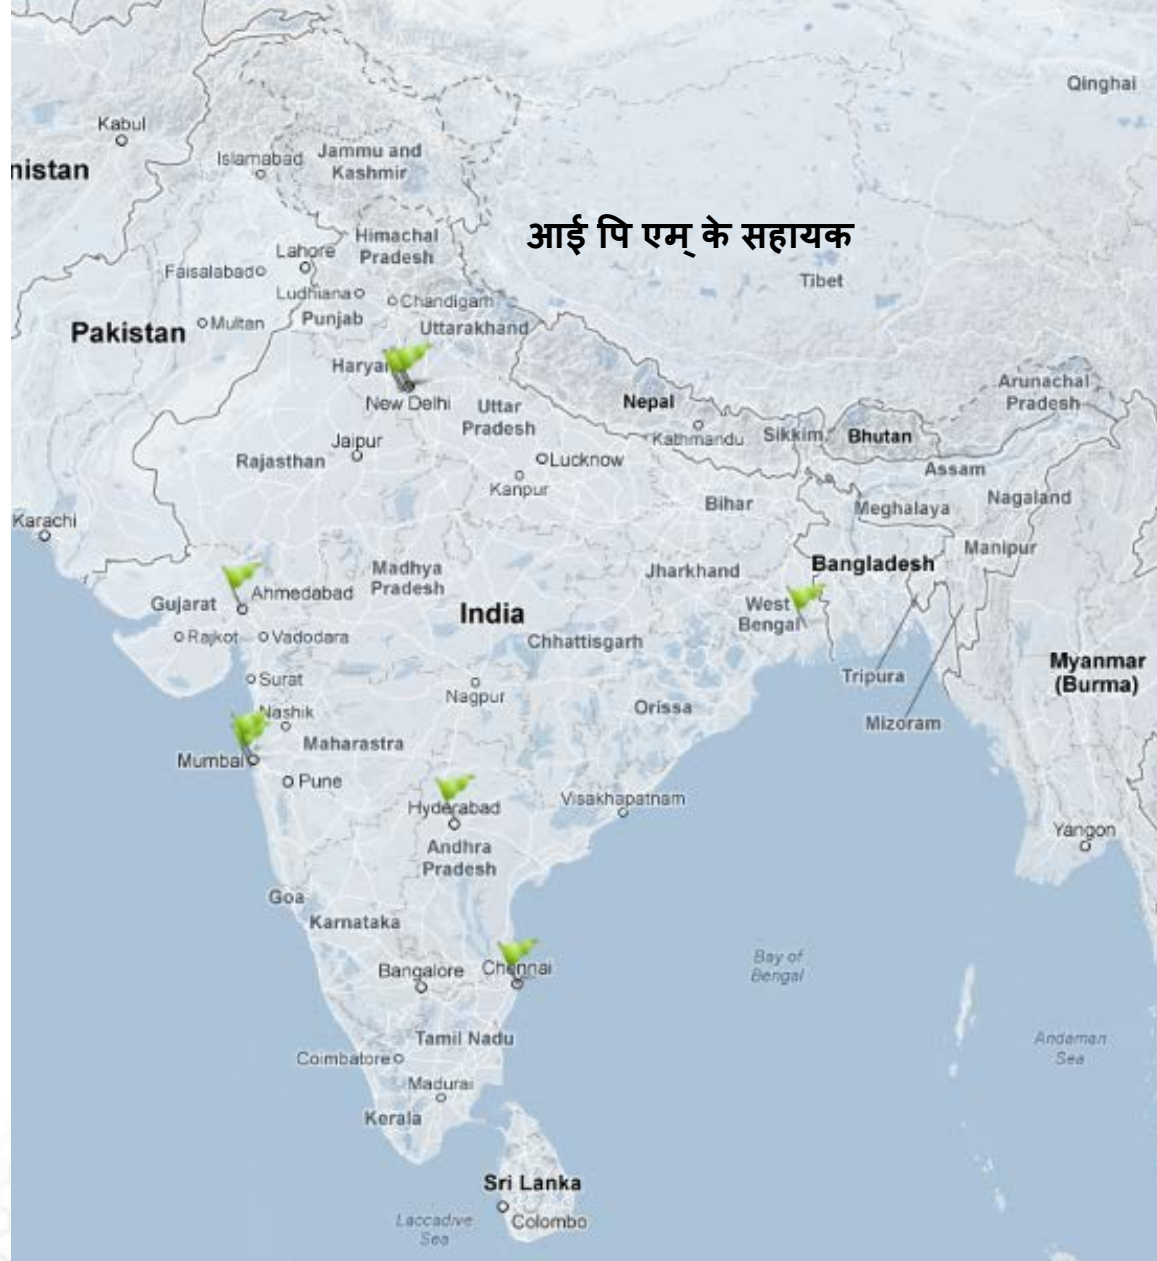 Qinghai
Kabul
nistan
Islamabad
Jammu and
Kashmir
आई पि एम् के सहायक
Himachal
Pradesh
Lahore
Faisalabad
Tibet
Ludhiana
Chandigarh
Punjab
Multan
Pakistan
Uttarakhand
Haryan
New Delhi
Nepal
Arunachal
Pradesh
Uttar
Pradesh
Kathmandu
Sikkim
Bhutan
Jaipur
Rajasthan
Lucknow
Assam
Kanpur
Bihar
Meghalaya
Nagaland
Karachi
Manipur
Bangladesh
Madhya
Pradesh
Jharkhand
Ahmedabad
Gujarat
West
Bengal
India
Rajkot
Vadodara
Chhattisgarh
Myanmar
(Burma)
Tripura
Surat
Nagpur
Orissa
Nashik
Mizoram
Maharastra
Mumbai
Pune
Visakhapatnam
Hyderabad
Yangon
Andhra
Pradesh
Goa
Karnataka
Bay of
Bengal
Bangalore
Chennai
Tamil Nadu
Andaman
Sea
Coimbatore
Madurai
Kerala
Sri Lanka
Colombo
Laccadive
Sea